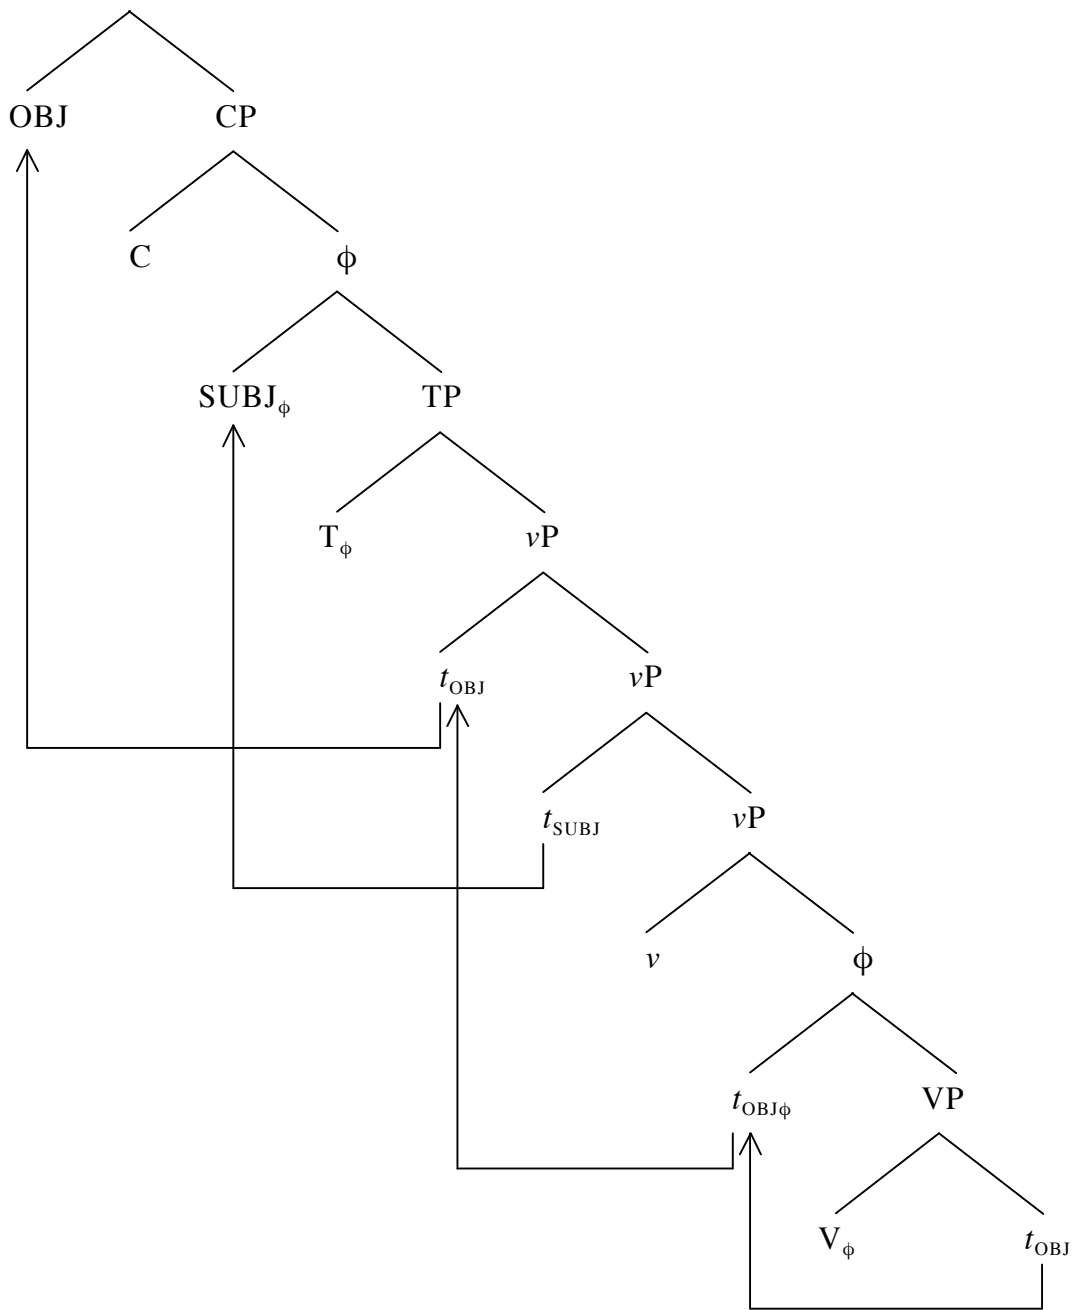 OBJ CP
C ϕ
SUBJϕ TP
Tϕ vP
tOBJ vP
tSUBJ vP
v ϕ
tOBJϕ VP
Vϕ tOBJ